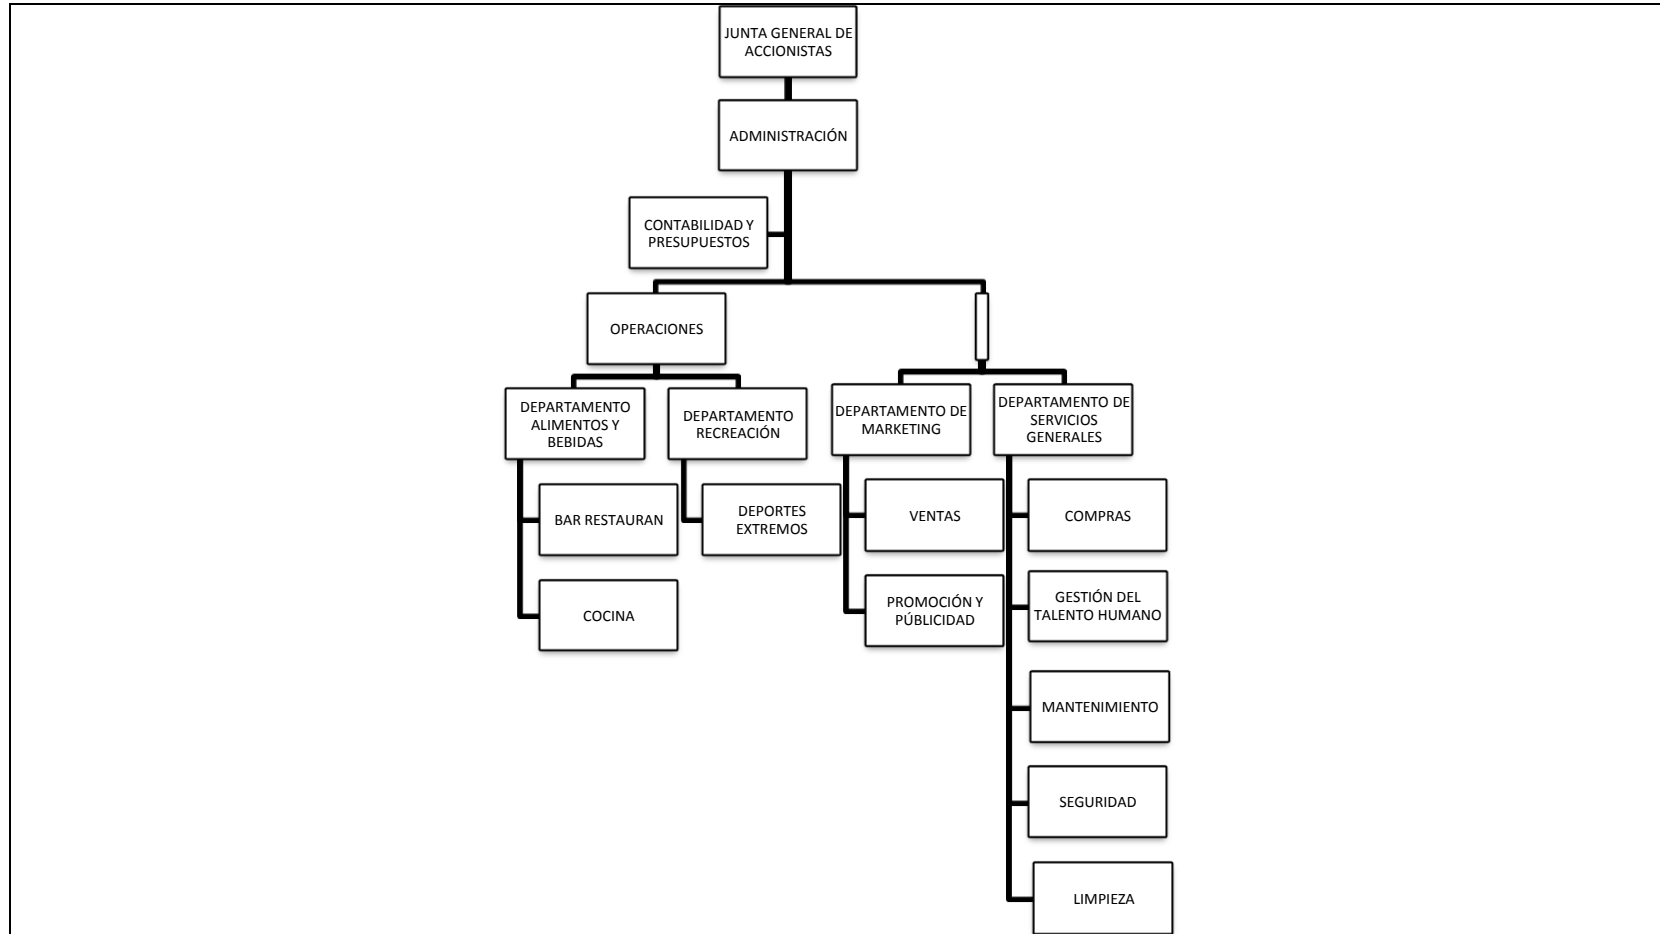 JUNTA GENERAL DE
ACCIONISTAS
ADMINISTRACIÓN
CONTABILIDAD Y
PRESUPUESTOS
OPERACIONES
DEPARTAMENTO
ALIMENTOS Y
BEBIDAS
DEPARTAMENTO
RECREACIÓN
DEPARTAMENTO DE
MARKETING
DEPARTAMENTO DE
SERVICIOS
GENERALES
BAR RESTAURAN
DEPORTES
EXTREMOS
VENTAS
COMPRAS
COCINA
PROMOCIÓN Y
PÚBLICIDAD
GESTIÓN DEL
TALENTO HUMANO
MANTENIMIENTO
SEGURIDAD
LIMPIEZA